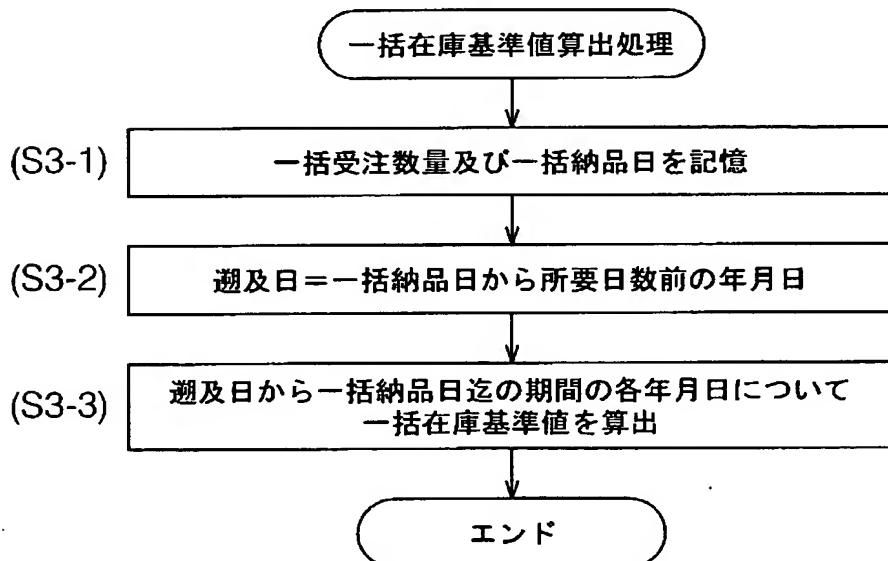 一括在庫基準値算出処理
(S3-1)
一括受注数量及び一括納品日を記憶
(S3-2)
遡及日=一括納品日から所要日数前の年月日
(S3-3)
遡及日から一括納品日迄の期間の各年月日について
一括在庫基準値を算出
エンド